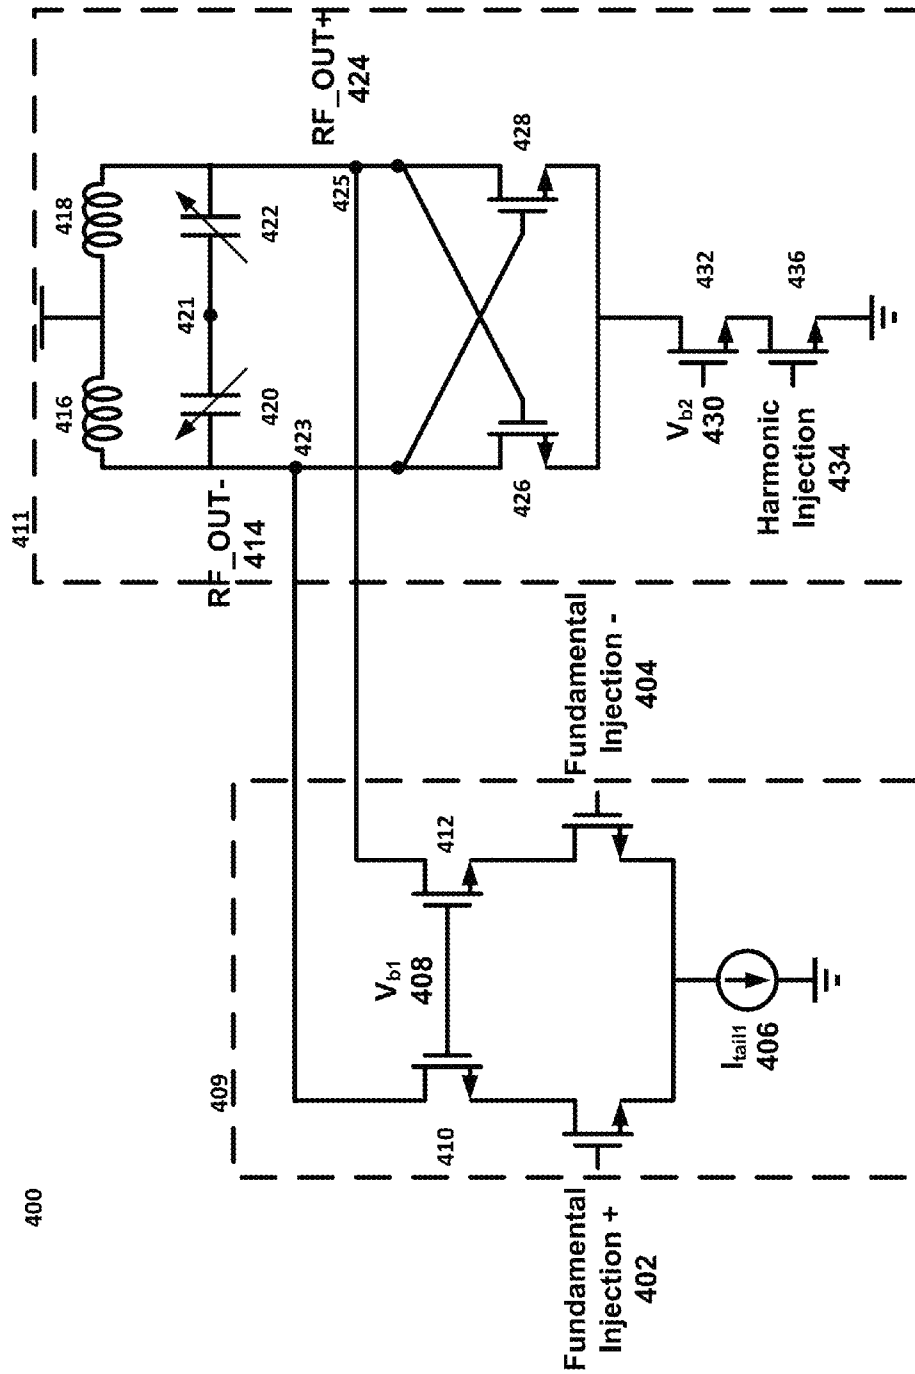 400
409
411
416
418
420
421
422
423
425
RF_OUT-
414
RF_OUT+
424
426
428
V_b2
430
432
Harmonic
Injection
434
436
V_b1
408
410
412
Fundamental
Injection +
402
Fundamental
Injection -
404
I_tail1
406